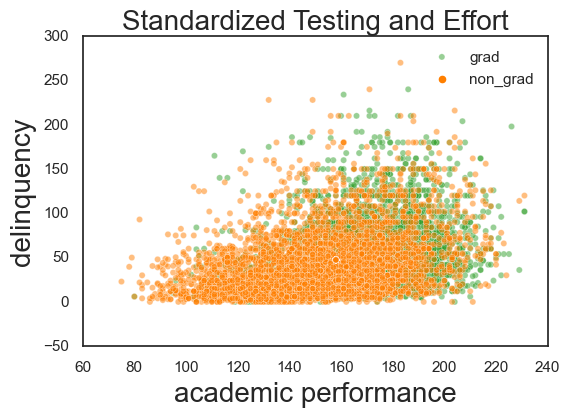 Standardized Testing and Effort
300
250
200
150
100
50
0
−50
delinquency
grad
non_grad
60 80 100 120 140 160 180 200 220 240
academic performance